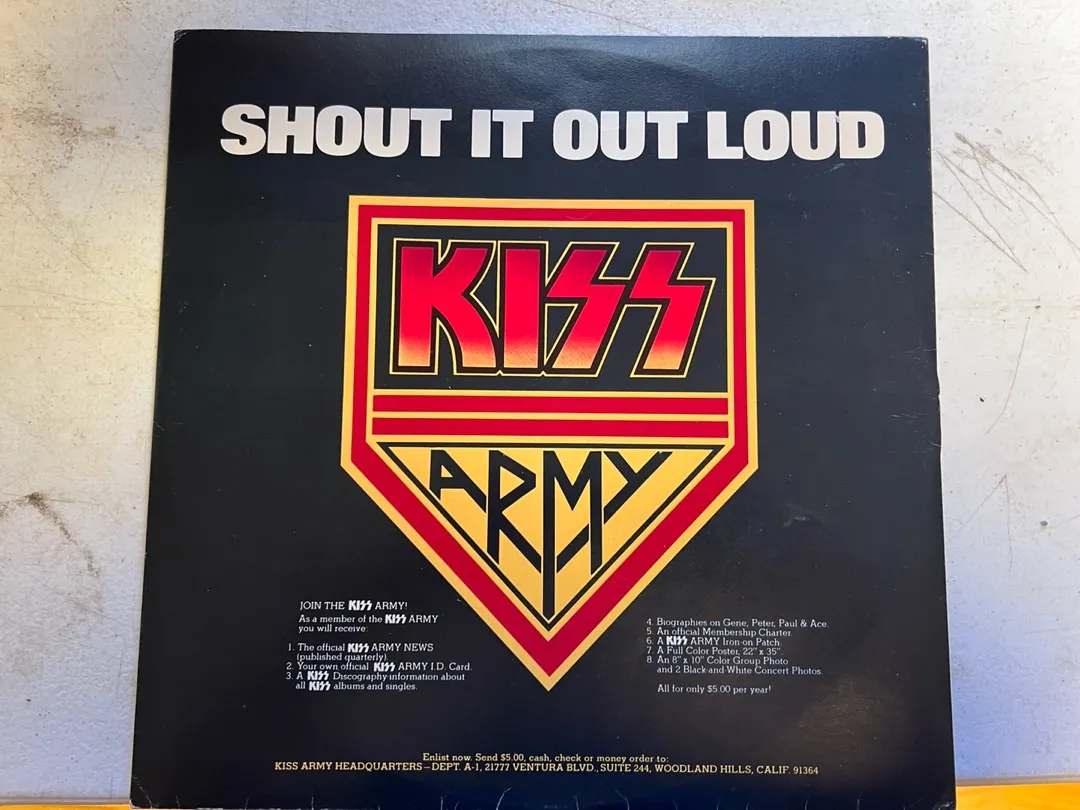 SHOUT IT OUT LOUD
KISS
ARMY
JOIN THE KISS ARMY!
As a member of the KISS ARMY
you will receive:
1. The official KISS ARMY NEWS
(published quarterly).
2. Your own official KISS ARMY I.D. Card.
3. A KISS Discography-information about
all KISS albums and singles.
4. Biographies on Gene, Peter, Paul & Ace.
5. An official Membership Charter.
6. A KISS ARMY Iron-on Patch.
7. A Full Color Poster, 22" x 35".
8. An 8" x 10" Color Group Photo
and 2 Black-and-White Concert Photos.
All for only $5.00 per year!
Enlist now. Send $5.00, cash, check or money order to:
KISS ARMY HEADQUARTERS—DEPT. A-1, 21777 VENTURA BLVD., SUITE 244, WOODLAND HILLS, CALIF. 91364